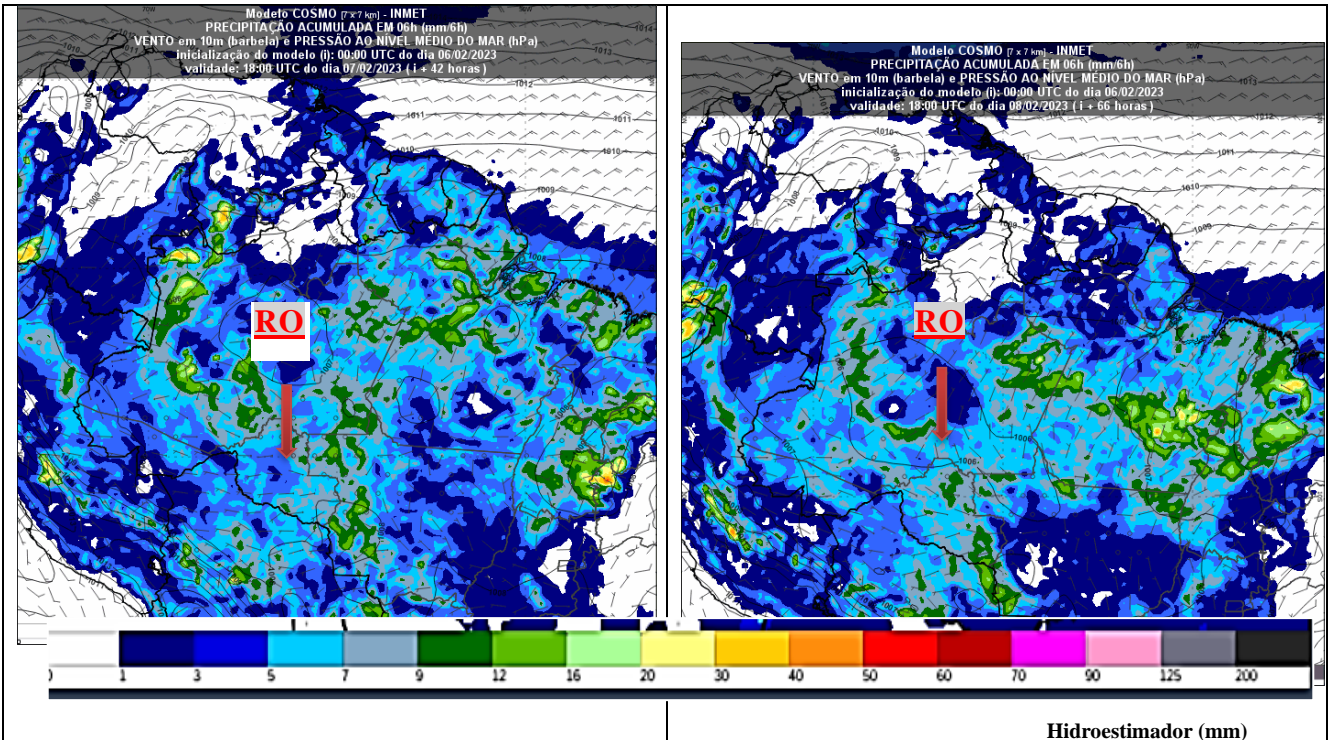 Modelo COSMO [7 x 7 km] - INMET
PRECIPITAÇÃO ACUMULADA EM 06h (mm/6h)
VENTO em 10m (barbela) e PRESSÃO AO NÍVEL MÉDIO DO MAR (hPa)
inicialização do modelo (i): 00:00 UTC do dia 06/02/2023
validade: 18:00 UTC do dia 07/02/2023 ( i + 42 horas )
RO
Modelo COSMO [7 x 7 km] - INMET
PRECIPITAÇÃO ACUMULADA EM 06h (mm/6h)
VENTO em 10m (barbela) e PRESSÃO AO NÍVEL MÉDIO DO MAR (hPa)
inicialização do modelo (i): 00:00 UTC do dia 06/02/2023
validade: 18:00 UTC do dia 08/02/2023 ( i + 66 horas )
RO
1 3 5 7 9 12 16 20 30 40 50 60 70 90 125 200
Hidroestimador (mm)